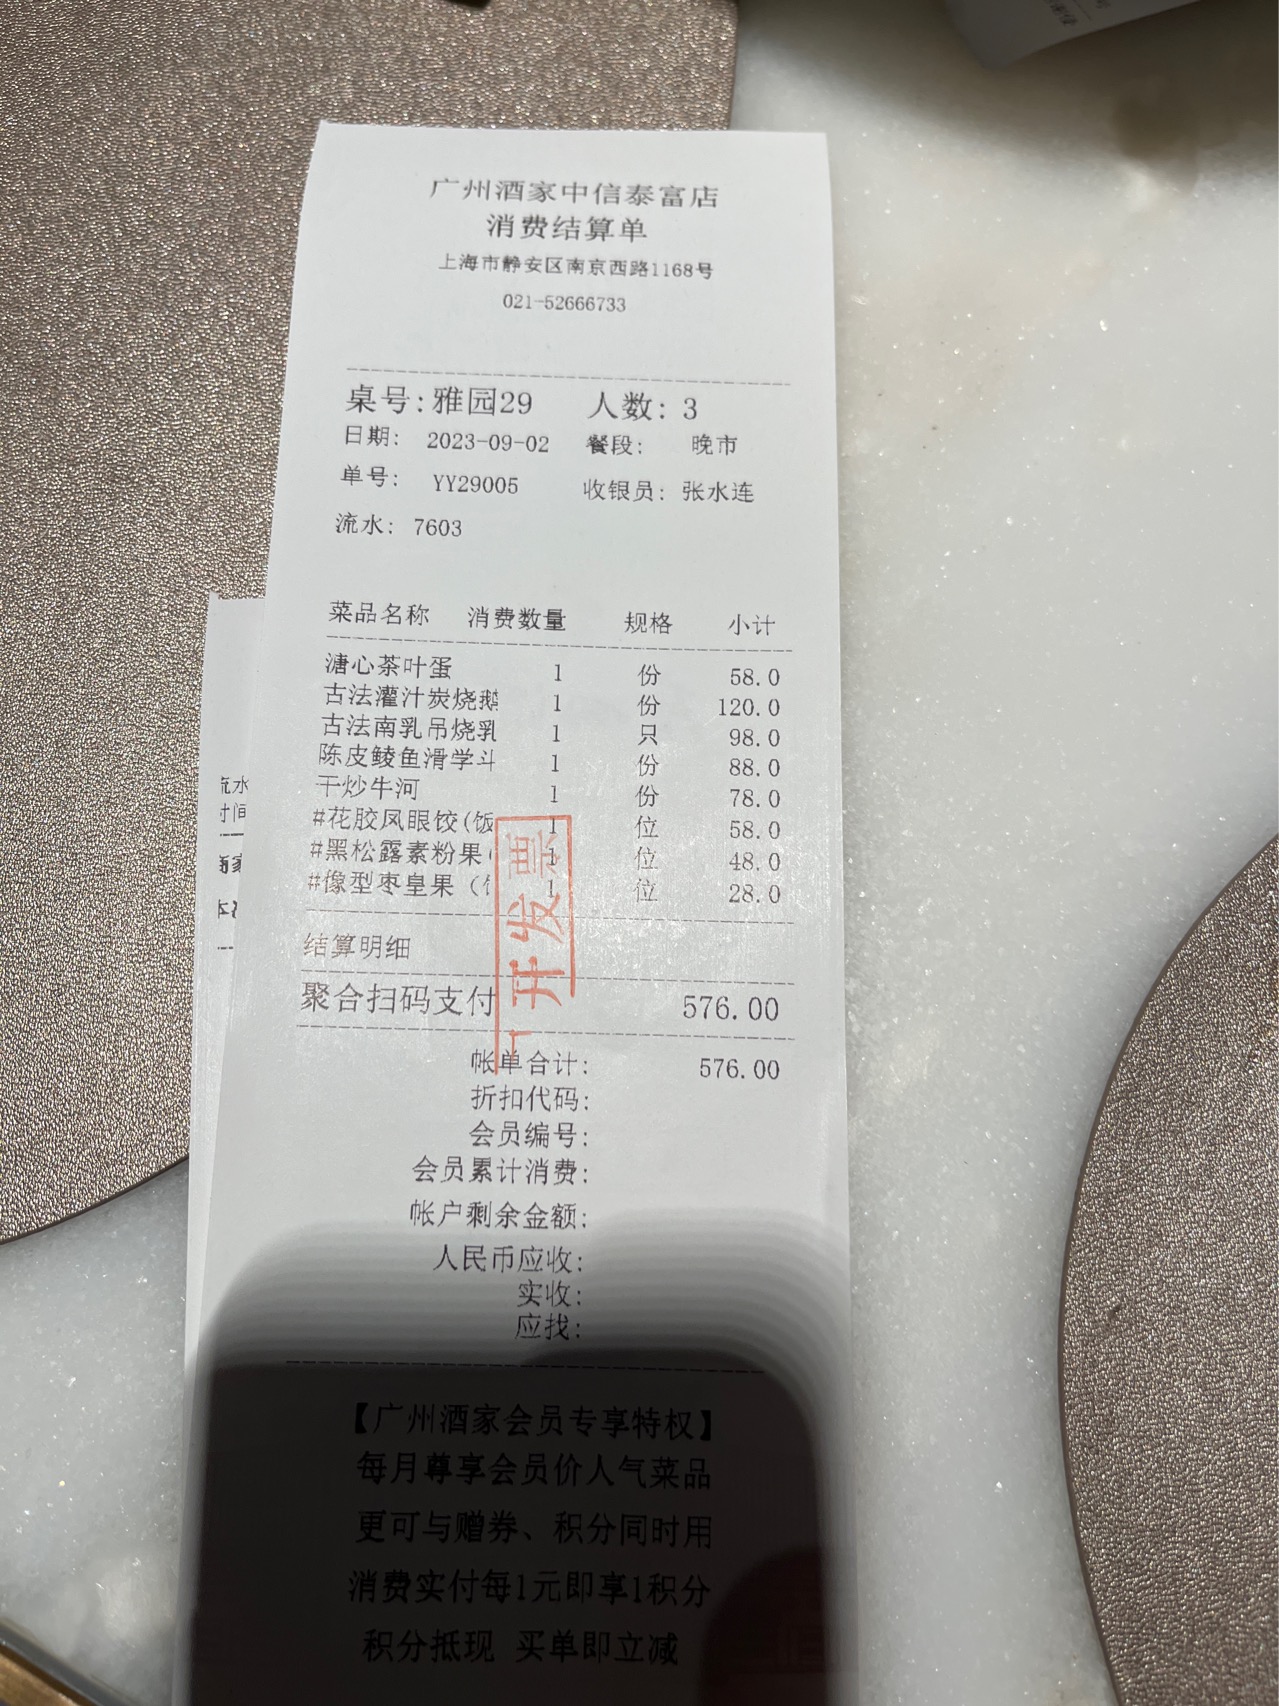 广州酒家中信泰富店
消费结算单
上海市静安区南京西路1168号
021-52666733
桌号:雅园29 人数: 3
日期: 2023-09-02 餐段: 晚市
单号: YY29005 收银员: 张水连
流水: 7603
菜品名称 消费数量 规格 小计
溏心茶叶蛋 1 份 58.0
古法灌汁炭烧鹅 1 份 120.0
古法南乳吊烧乳 1 只 98.0
陈皮鲮鱼滑学斗 1 份 88.0
干炒牛河 1 份 78.0
#花胶凤眼饺(饭 1 位 58.0
#黑松露素粉果( 1 位 48.0
#像型枣皇果( 1 位 28.0
结算明细
聚合扫码支付 576.00
开发票
帐单合计: 576.00
折扣代码:
会员编号:
会员累计消费:
帐户剩余金额:
人民币应收:
实收:
应找:
【广州酒家会员专享特权】
每月尊享会员价人气菜品
更可与赠券、积分同时用
消费实付每1元即享1积分
积分抵现 买单即立减
流水
时间
商家